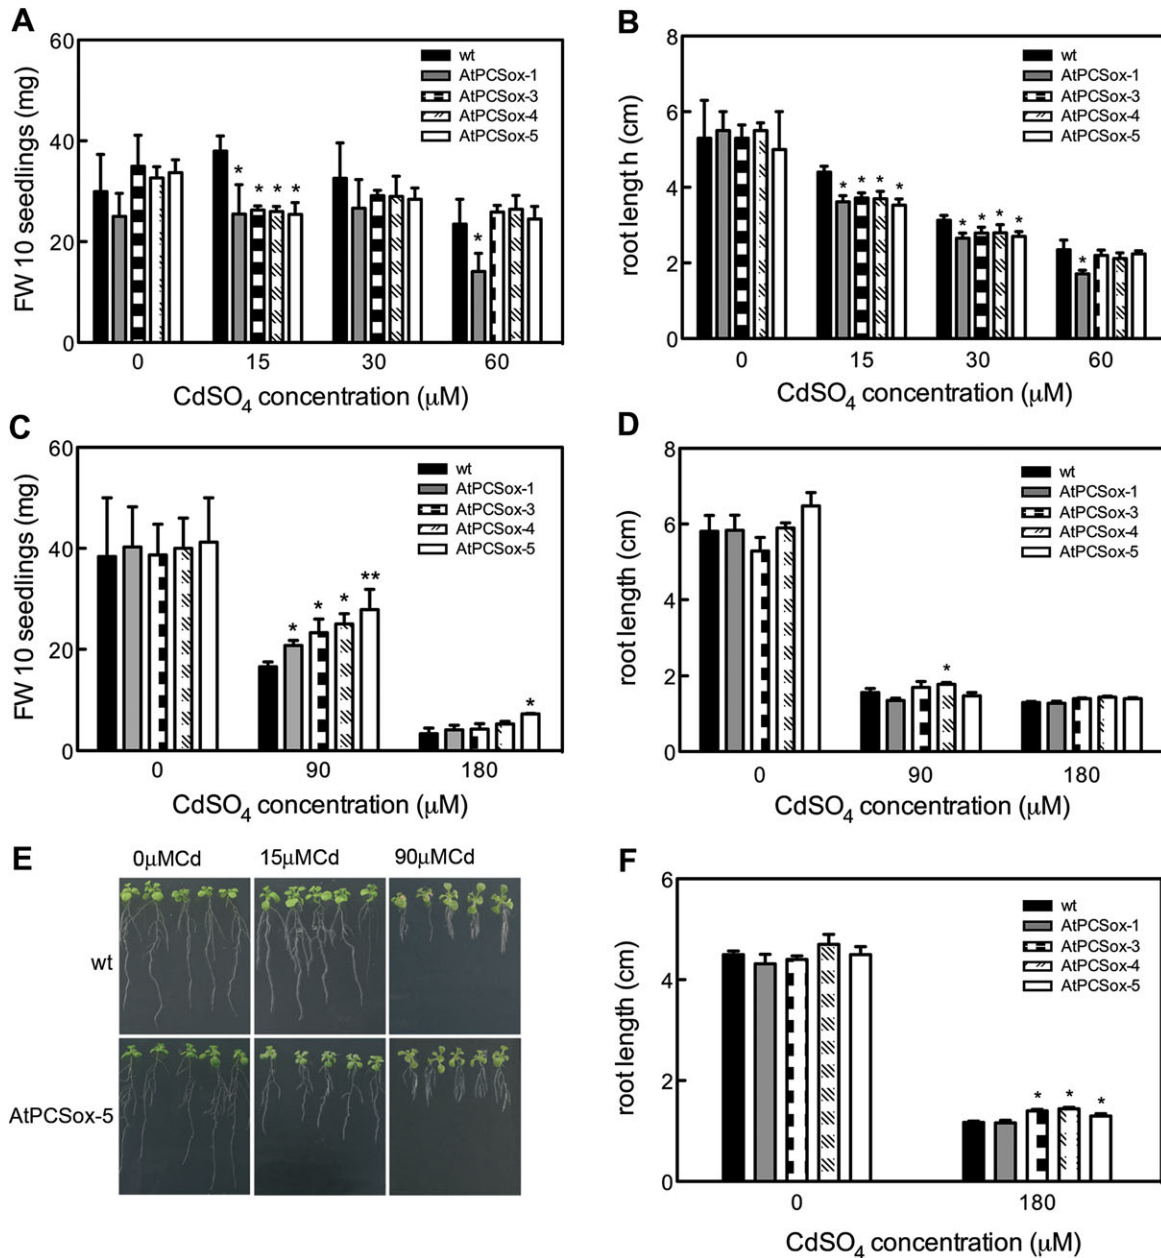 A
60
40
20
0
FW 10 seedlings (mg)
wt
AtPCSox-1
AtPCSox-3
AtPCSox-4
AtPCSox-5
* * * *
*
0 15 30 60
CdSO4 concentration (μM)
B
8
6
4
2
0
root length (cm)
wt
AtPCSox-1
AtPCSox-3
AtPCSox-4
AtPCSox-5
* * * *
* * * *
*
0 15 30 60
CdSO4 concentration (μM)
C
60
40
20
0
FW 10 seedlings (mg)
wt
AtPCSox-1
AtPCSox-3
AtPCSox-4
AtPCSox-5
* * * **
*
0 90 180
CdSO4 concentration (μM)
D
8
6
4
2
0
root length (cm)
wt
AtPCSox-1
AtPCSox-3
AtPCSox-4
AtPCSox-5
*
0 90 180
CdSO4 concentration (μM)
E
0μMCd 15μMCd 90μMCd
wt
AtPCSox-5
F
6
4
2
0
root length (cm)
wt
AtPCSox-1
AtPCSox-3
AtPCSox-4
AtPCSox-5
* * *
0 180
CdSO4 concentration (μM)